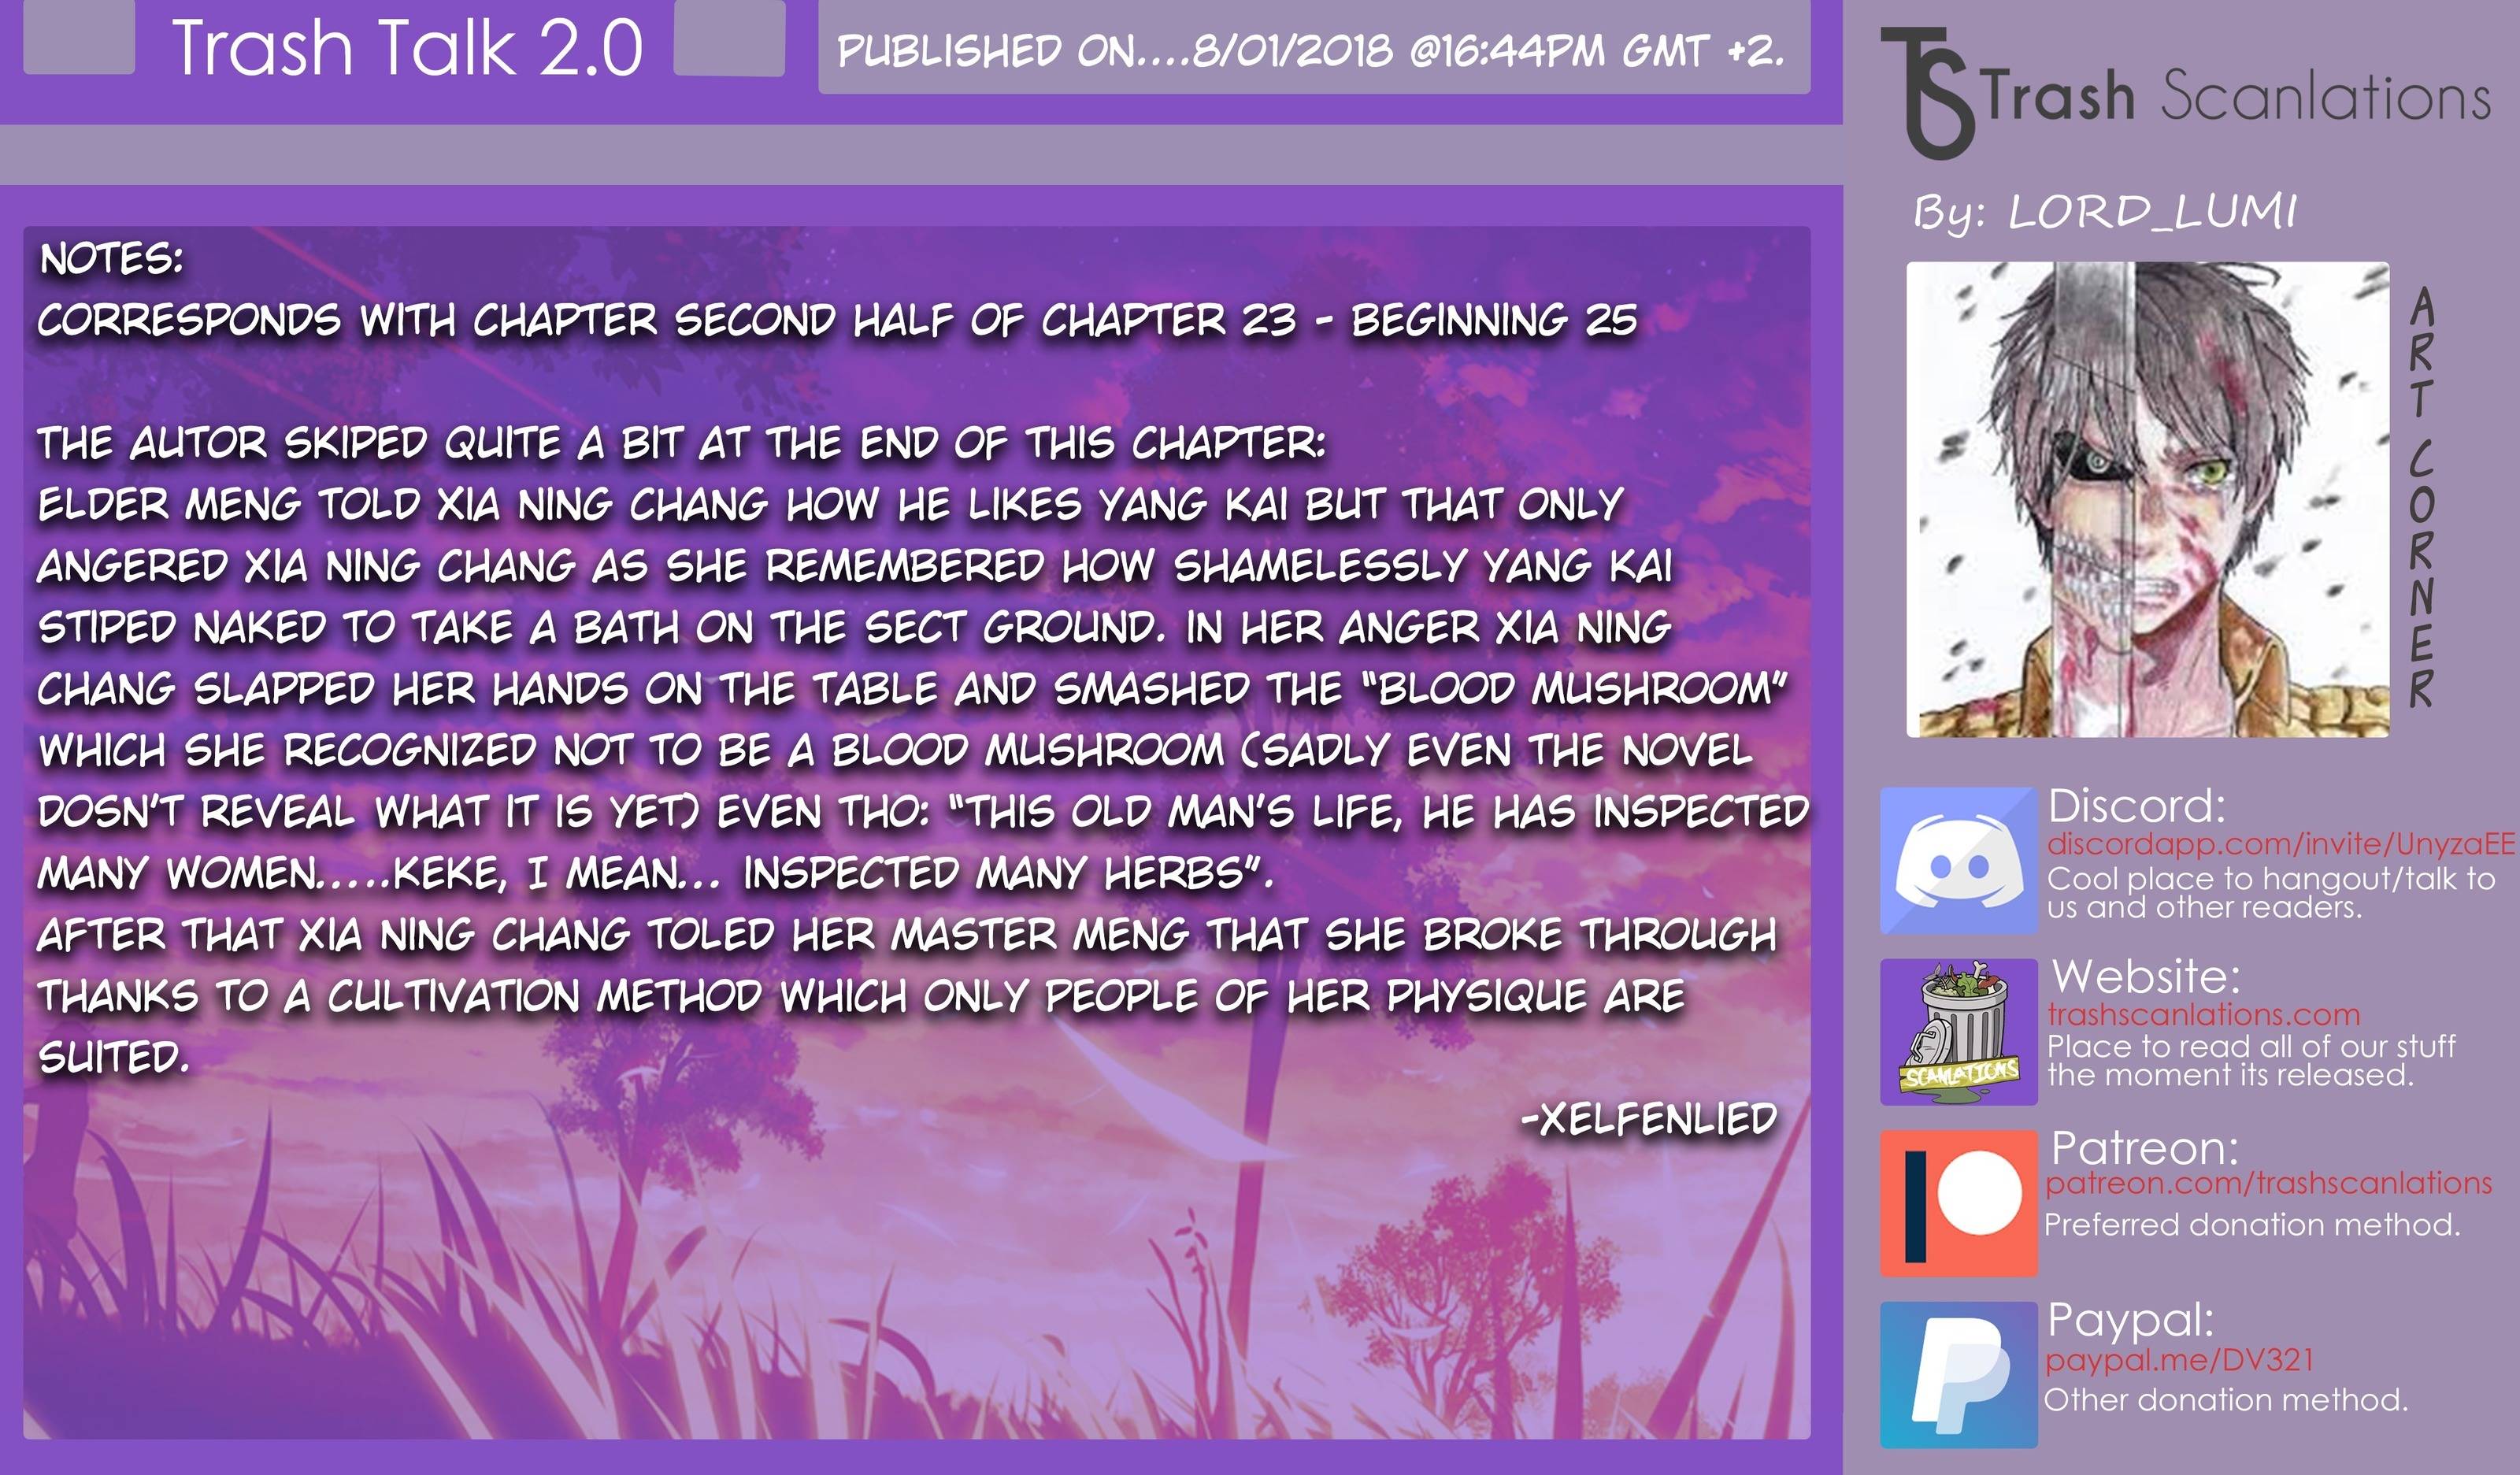 Trash Talk 2.0
PUBLISHED ON....8/01/2018 @16:44PM GMT +2.
NOTES:
CORRESPONDS WITH CHAPTER SECOND HALF OF CHAPTER 23 - BEGINNING 25
THE AUTOR SKIPED QUITE A BIT AT THE END OF THIS CHAPTER:
ELDER MENG TOLD XIA NING CHANG HOW HE LIKES YANG KAI BUT THAT ONLY
ANGERED XIA NING CHANG AS SHE REMEMBERED HOW SHAMELESSLY YANG KAI
STIPED NAKED TO TAKE A BATH ON THE SECT GROUND. IN HER ANGER XIA NING
CHANG SLAPPED HER HANDS ON THE TABLE AND SMASHED THE "BLOOD MUSHROOM"
WHICH SHE RECOGNIZED NOT TO BE A BLOOD MUSHROOM (SADLY EVEN THE NOVEL
DOSN'T REVEAL WHAT IT IS YET) EVEN THO: "THIS OLD MAN'S LIFE, HE HAS INSPECTED
MANY WOMEN.....KEKE, I MEAN... INSPECTED MANY HERBS".
AFTER THAT XIA NING CHANG TOLED HER MASTER MENG THAT SHE BROKE THROUGH
THANKS TO A CULTIVATION METHOD WHICH ONLY PEOPLE OF HER PHYSIQUE ARE
SUITED.
-XELFENLIED
TS Trash Scanlations
By: LORD_LUMI
ART CORNER
Discord:
discordapp.com/invite/UnyzaEE
Cool place to hangout/talk to
us and other readers.
SCANLATIONS
Website:
trashscanlations.com
Place to read all of our stuff
the moment its released.
Patreon:
patreon.com/trashscanlations
Preferred donation method.
Paypal:
paypal.me/DV321
Other donation method.